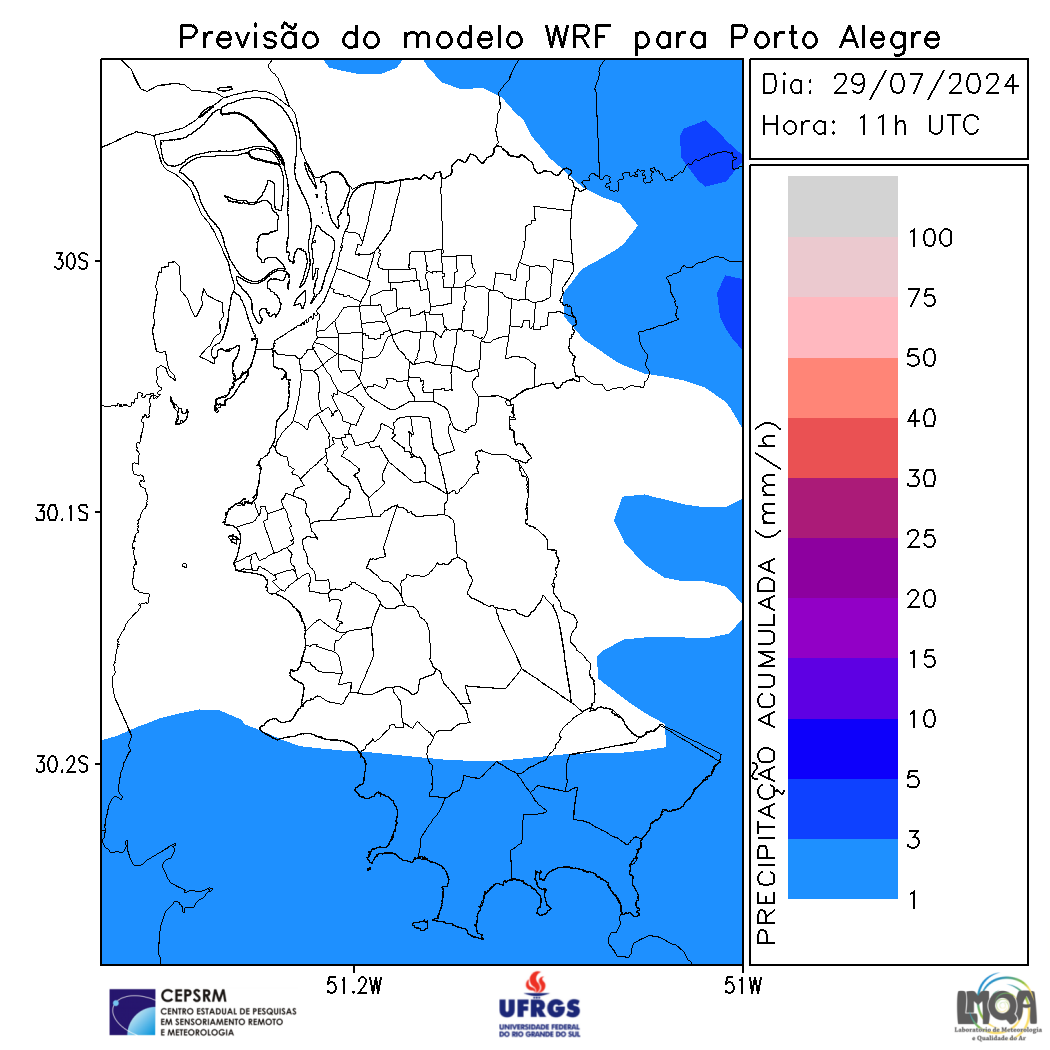 Previsão do modelo WRF para Porto Alegre
Dia: 29/07/2024
Hora: 11h UTC
30S
30.1S
30.2S
51.2W
51W
PRECIPITAÇÃO ACUMULADA (mm/h)
100
75
50
40
30
25
20
15
10
5
3
1
CEPSRM
CENTRO ESTADUAL DE PESQUISAS
EM SENSORIAMENTO REMOTO
E METEOROLOGIA
UFRGS
UNIVERSIDADE FEDERAL
DO RIO GRANDE DO SUL
LMQA
Laboratório de Meteorologia
e Qualidade do Ar